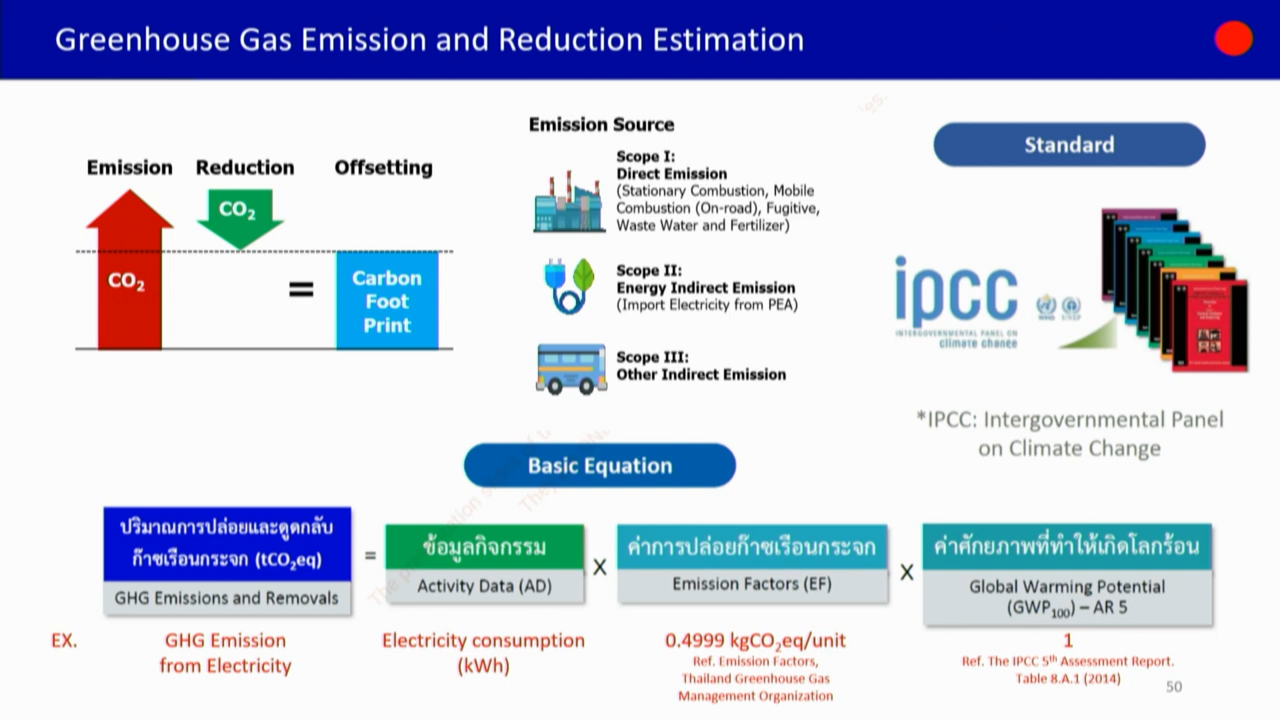 Greenhouse Gas Emission and Reduction Estimation
Emission
Reduction
Offsetting
CO₂
CO₂
=
Carbon
Foot
Print
Emission Source
Scope I:
Direct Emission
(Stationary Combustion, Mobile
Combustion (On-road), Fugitive,
Waste Water and Fertilizer)
Scope II:
Energy Indirect Emission
(Import Electricity from PEA)
Scope III:
Other Indirect Emission
Standard
ipcc
INTERGOVERNMENTAL PANEL ON
climate change
WMO UNEP
*IPCC: Intergovernmental Panel
on Climate Change
Basic Equation
ปริมาณการปล่อยและดูดกลับ
ก๊าซเรือนกระจก (tCO₂eq)
GHG Emissions and Removals
=
ข้อมูลกิจกรรม
Activity Data (AD)
X
ค่าการปล่อยก๊าซเรือนกระจก
Emission Factors (EF)
X
ค่าศักยภาพที่ทำให้เกิดโลกร้อน
Global Warming Potential
(GWP₁₀₀) – AR 5
EX.
GHG Emission
from Electricity
Electricity consumption
(kWh)
0.4999 kgCO₂eq/unit
Ref. Emission Factors,
Thailand Greenhouse Gas
Management Organization
1
Ref. The IPCC 5ᵗʰ Assessment Report.
Table 8.A.1 (2014)
50